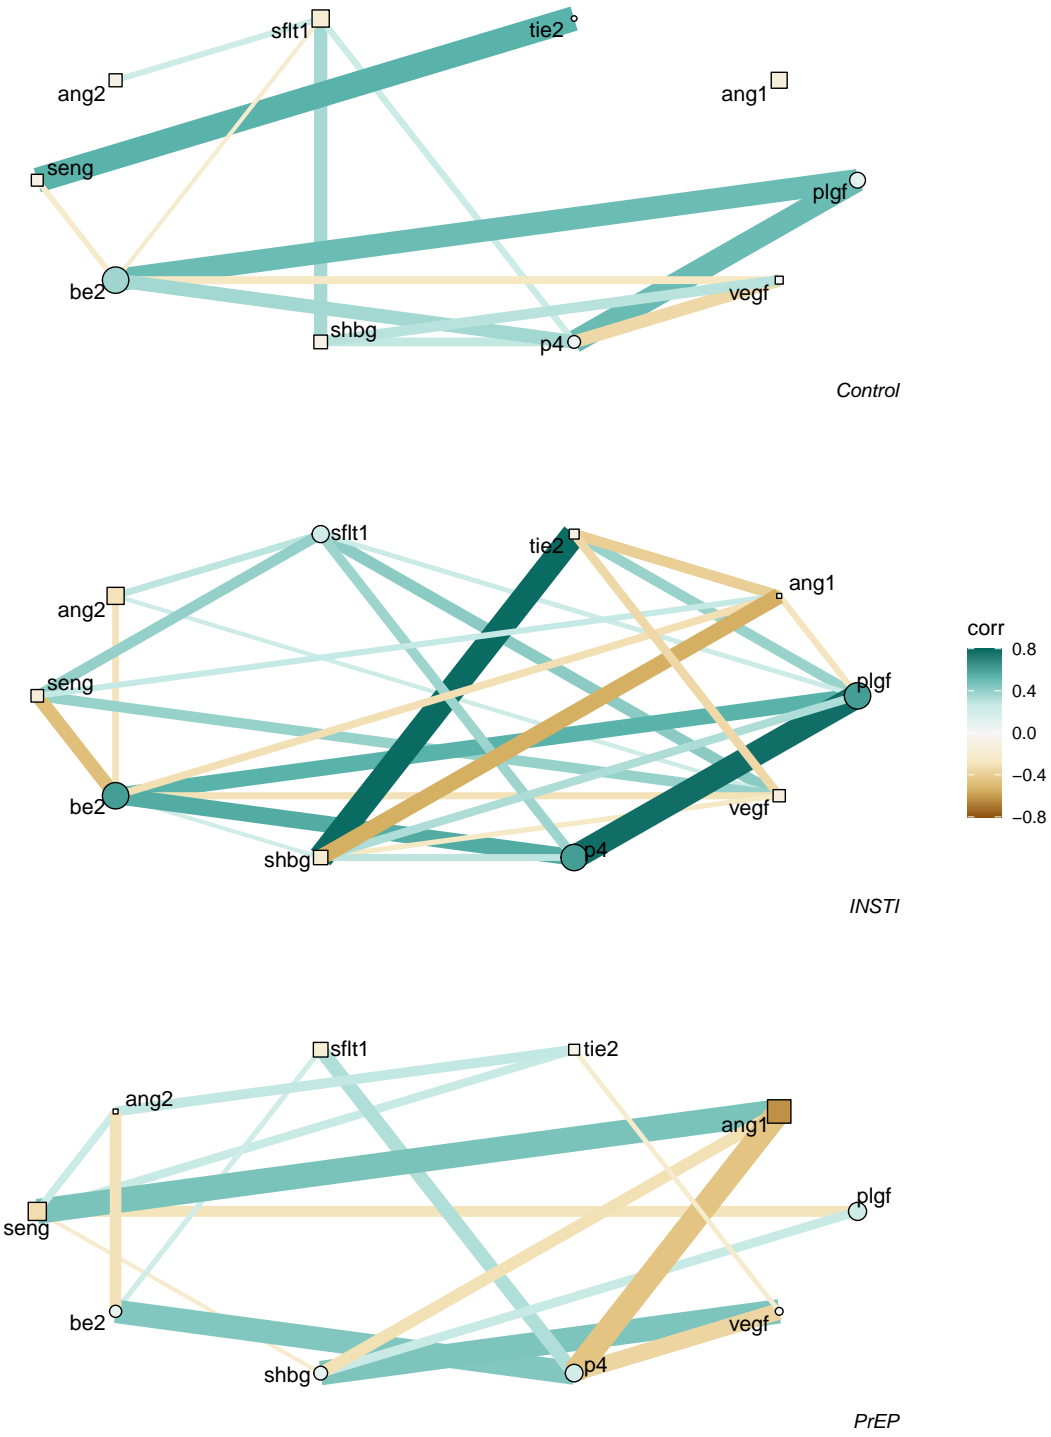 sflt1
tie2
ang2
ang1
seng
plgf
be2
vegf
shbg
p4
Control
sflt1
tie2
ang1
ang2
seng
plgf
be2
vegf
shbg
p4
INSTI
corr
0.8
0.4
0.0
−0.4
−0.8
sflt1
tie2
ang2
ang1
plgf
seng
be2
vegf
shbg
p4
PrEP